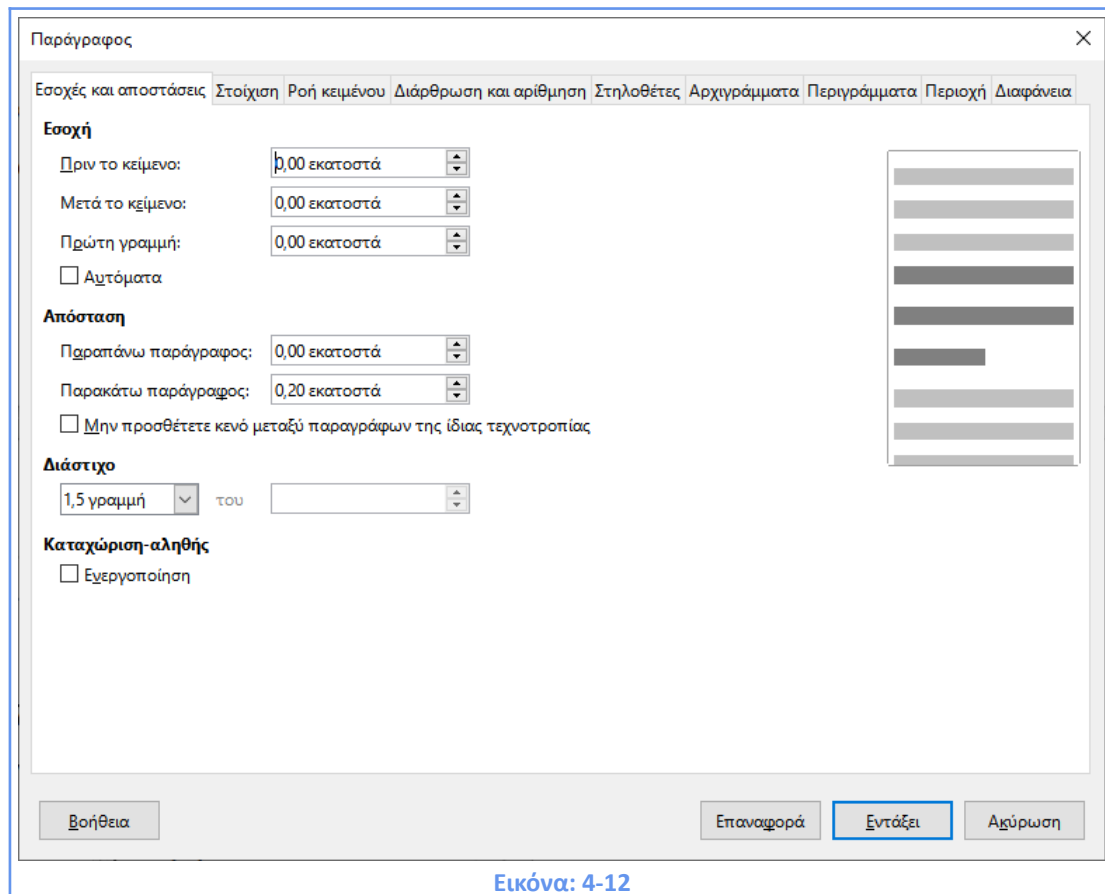 Παράγραφος
Εσοχές και αποστάσεις Στοίχιση Ροή κειμένου Διάρθρωση και αρίθμηση Στηλοθέτες Αρχιγράμματα Περιγράμματα Περιοχή Διαφάνεια
Εσοχή
Πριν το κείμενο: 0,00 εκατοστά
Μετά το κείμενο: 0,00 εκατοστά
Πρώτη γραμμή: 0,00 εκατοστά
Αυτόματα
Απόσταση
Παραπάνω παράγραφος: 0,00 εκατοστά
Παρακάτω παράγραφος: 0,20 εκατοστά
Μην προσθέτετε κενό μεταξύ παραγράφων της ίδιας τεχνοτροπίας
Διάστιχο
1,5 γραμμή του
Καταχώριση-αληθής
Ενεργοποίηση
Βοήθεια Επαναφορά Εντάξει Ακύρωση
Εικόνα: 4-12